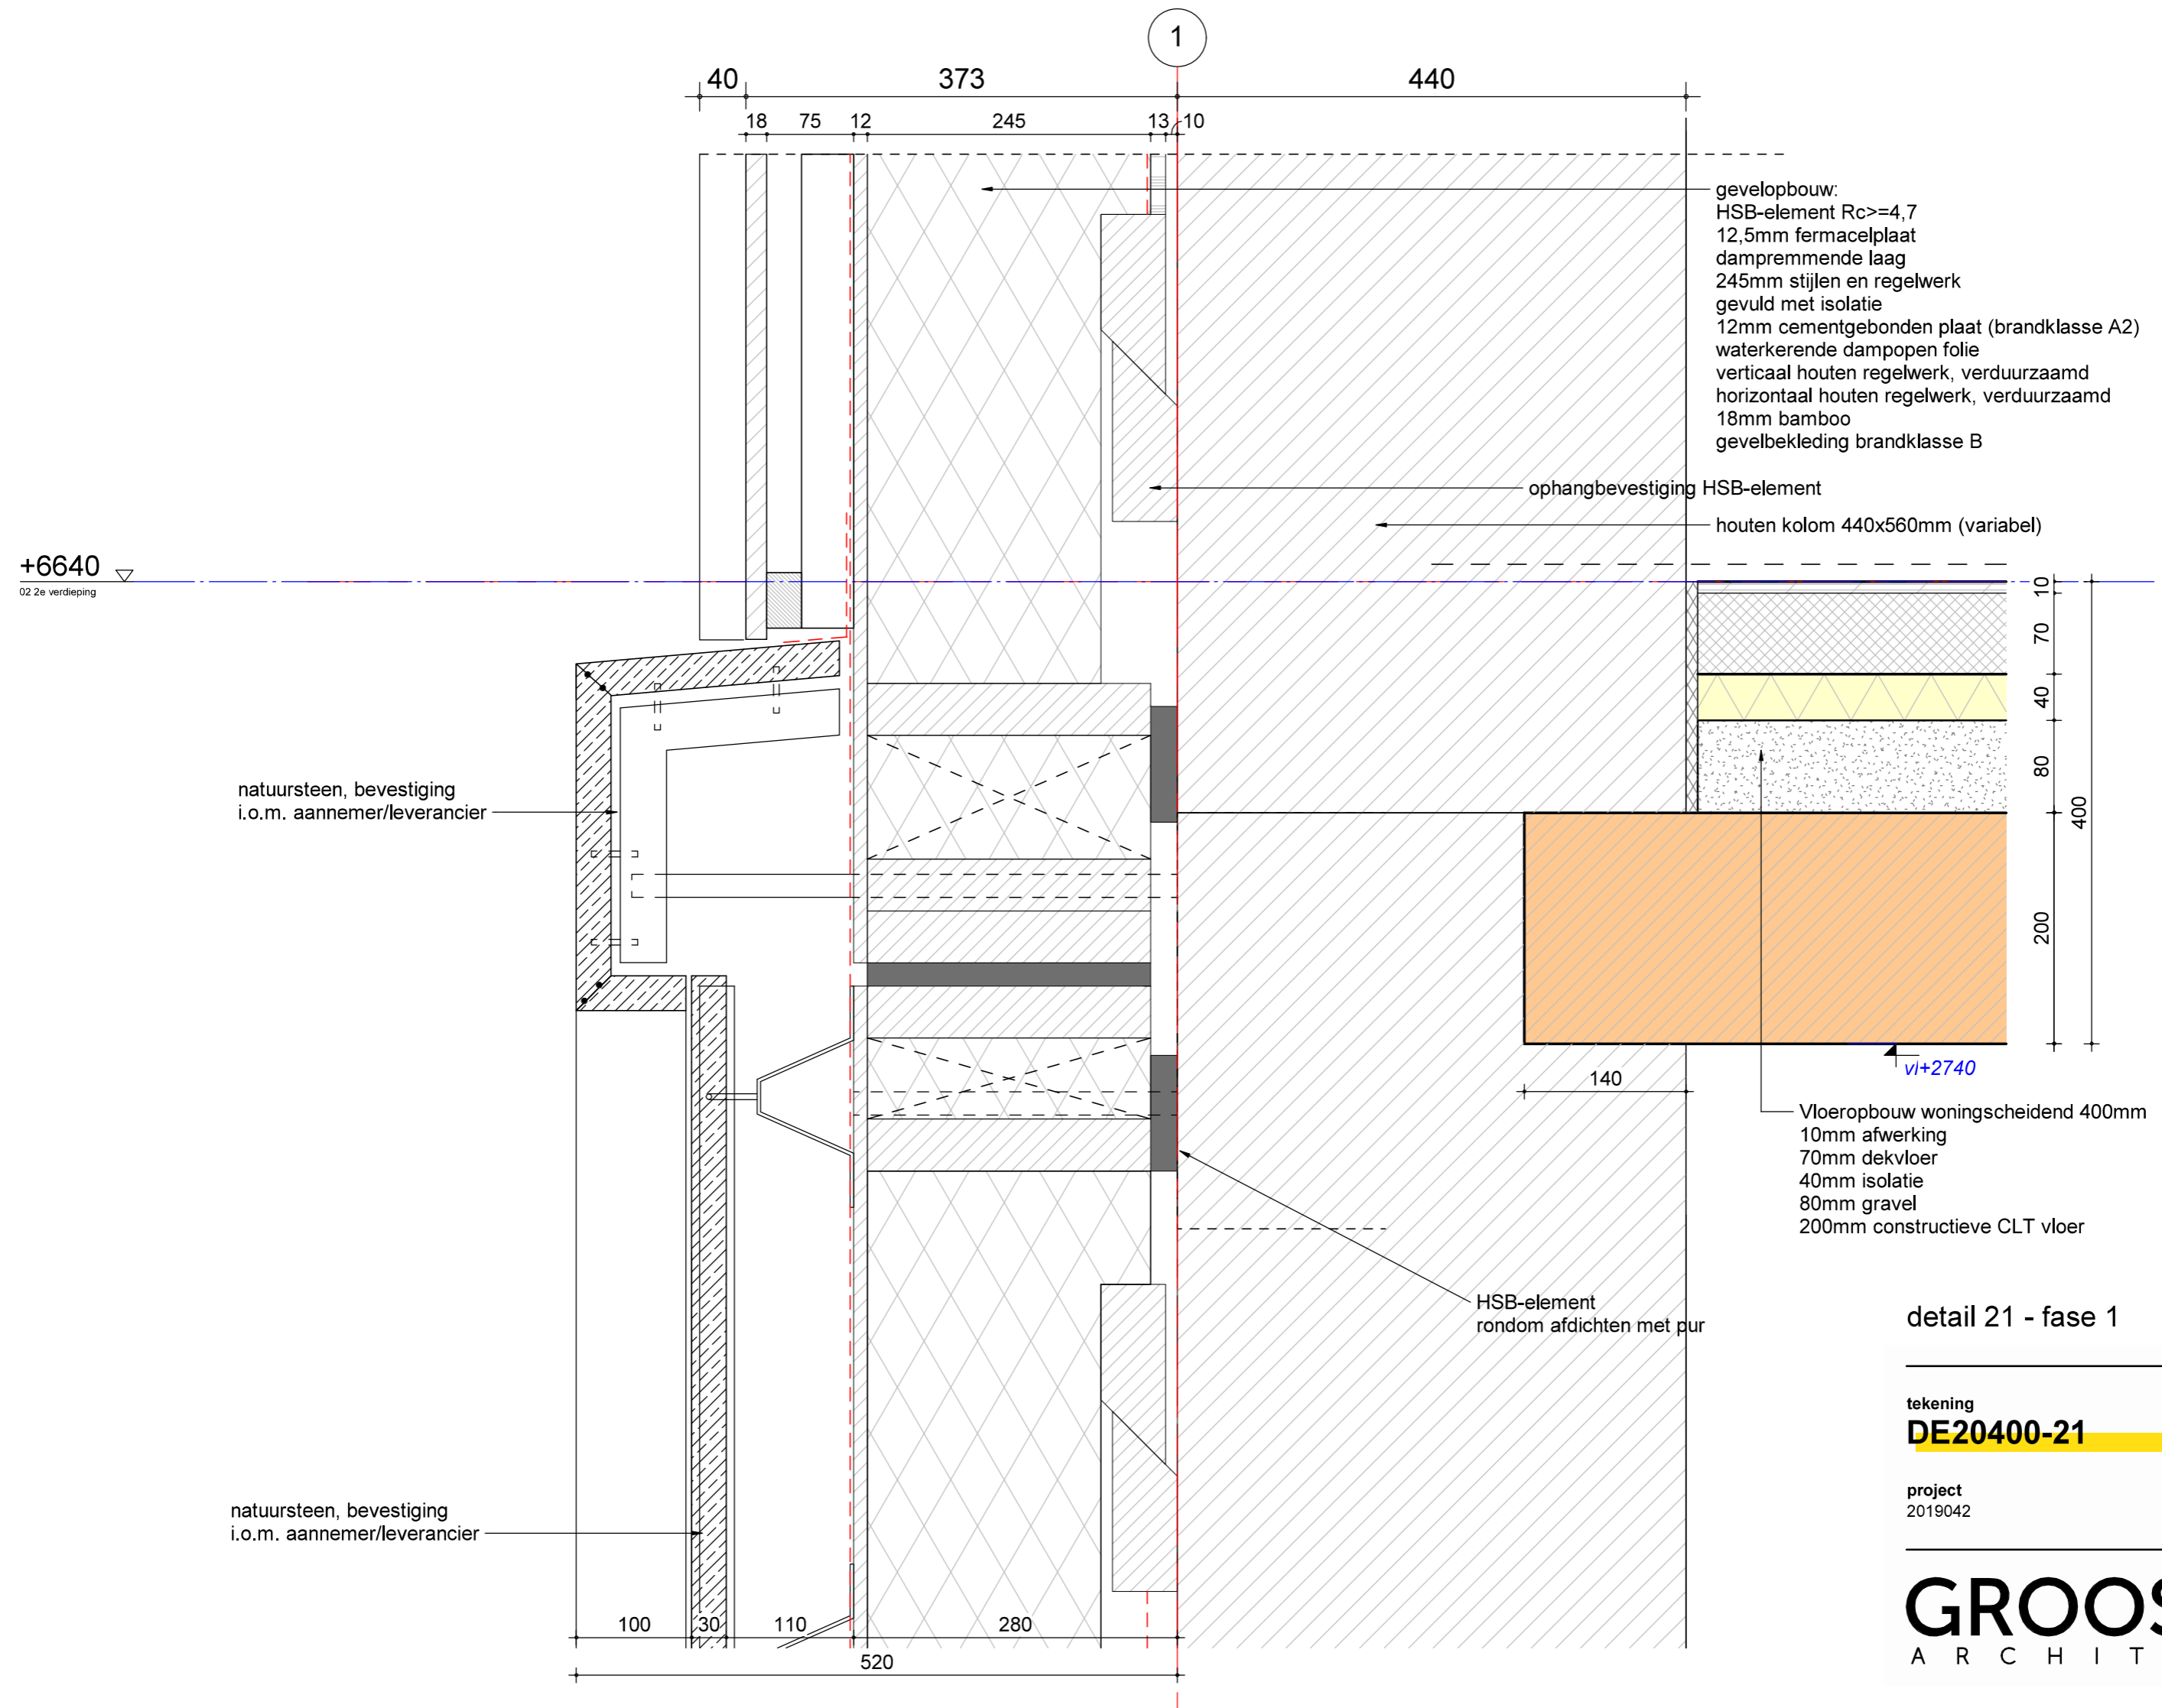 1
40 373 440
18 75 12 245 13 10
gevelopbouw:
HSB-element Rc>=4,7
12,5mm fermacelplaat
dampremmende laag
245mm stijlen en regelwerk
gevuld met isolatie
12mm cementgebonden plaat (brandklasse A2)
waterkerende dampopen folie
verticaal houten regelwerk, verduurzaamd
horizontaal houten regelwerk, verduurzaamd
18mm bamboo
gevelbekleding brandklasse B
ophangbevestiging HSB-element
houten kolom 440x560mm (variabel)
+6640
02 2e verdieping
10
70
40
80
200
400
natuursteen, bevestiging
i.o.m. aannemer/leverancier
140
vl+2740
Vloeropbouw woningscheidend 400mm
10mm afwerking
70mm dekvloer
40mm isolatie
80mm gravel
200mm constructieve CLT vloer
HSB-element
rondom afdichten met pur
natuursteen, bevestiging
i.o.m. aannemer/leverancier
100 30 110 280
520
detail 21 - fase 1
tekening
DE20400-21
project
2019042
GROOS
ARCHIT